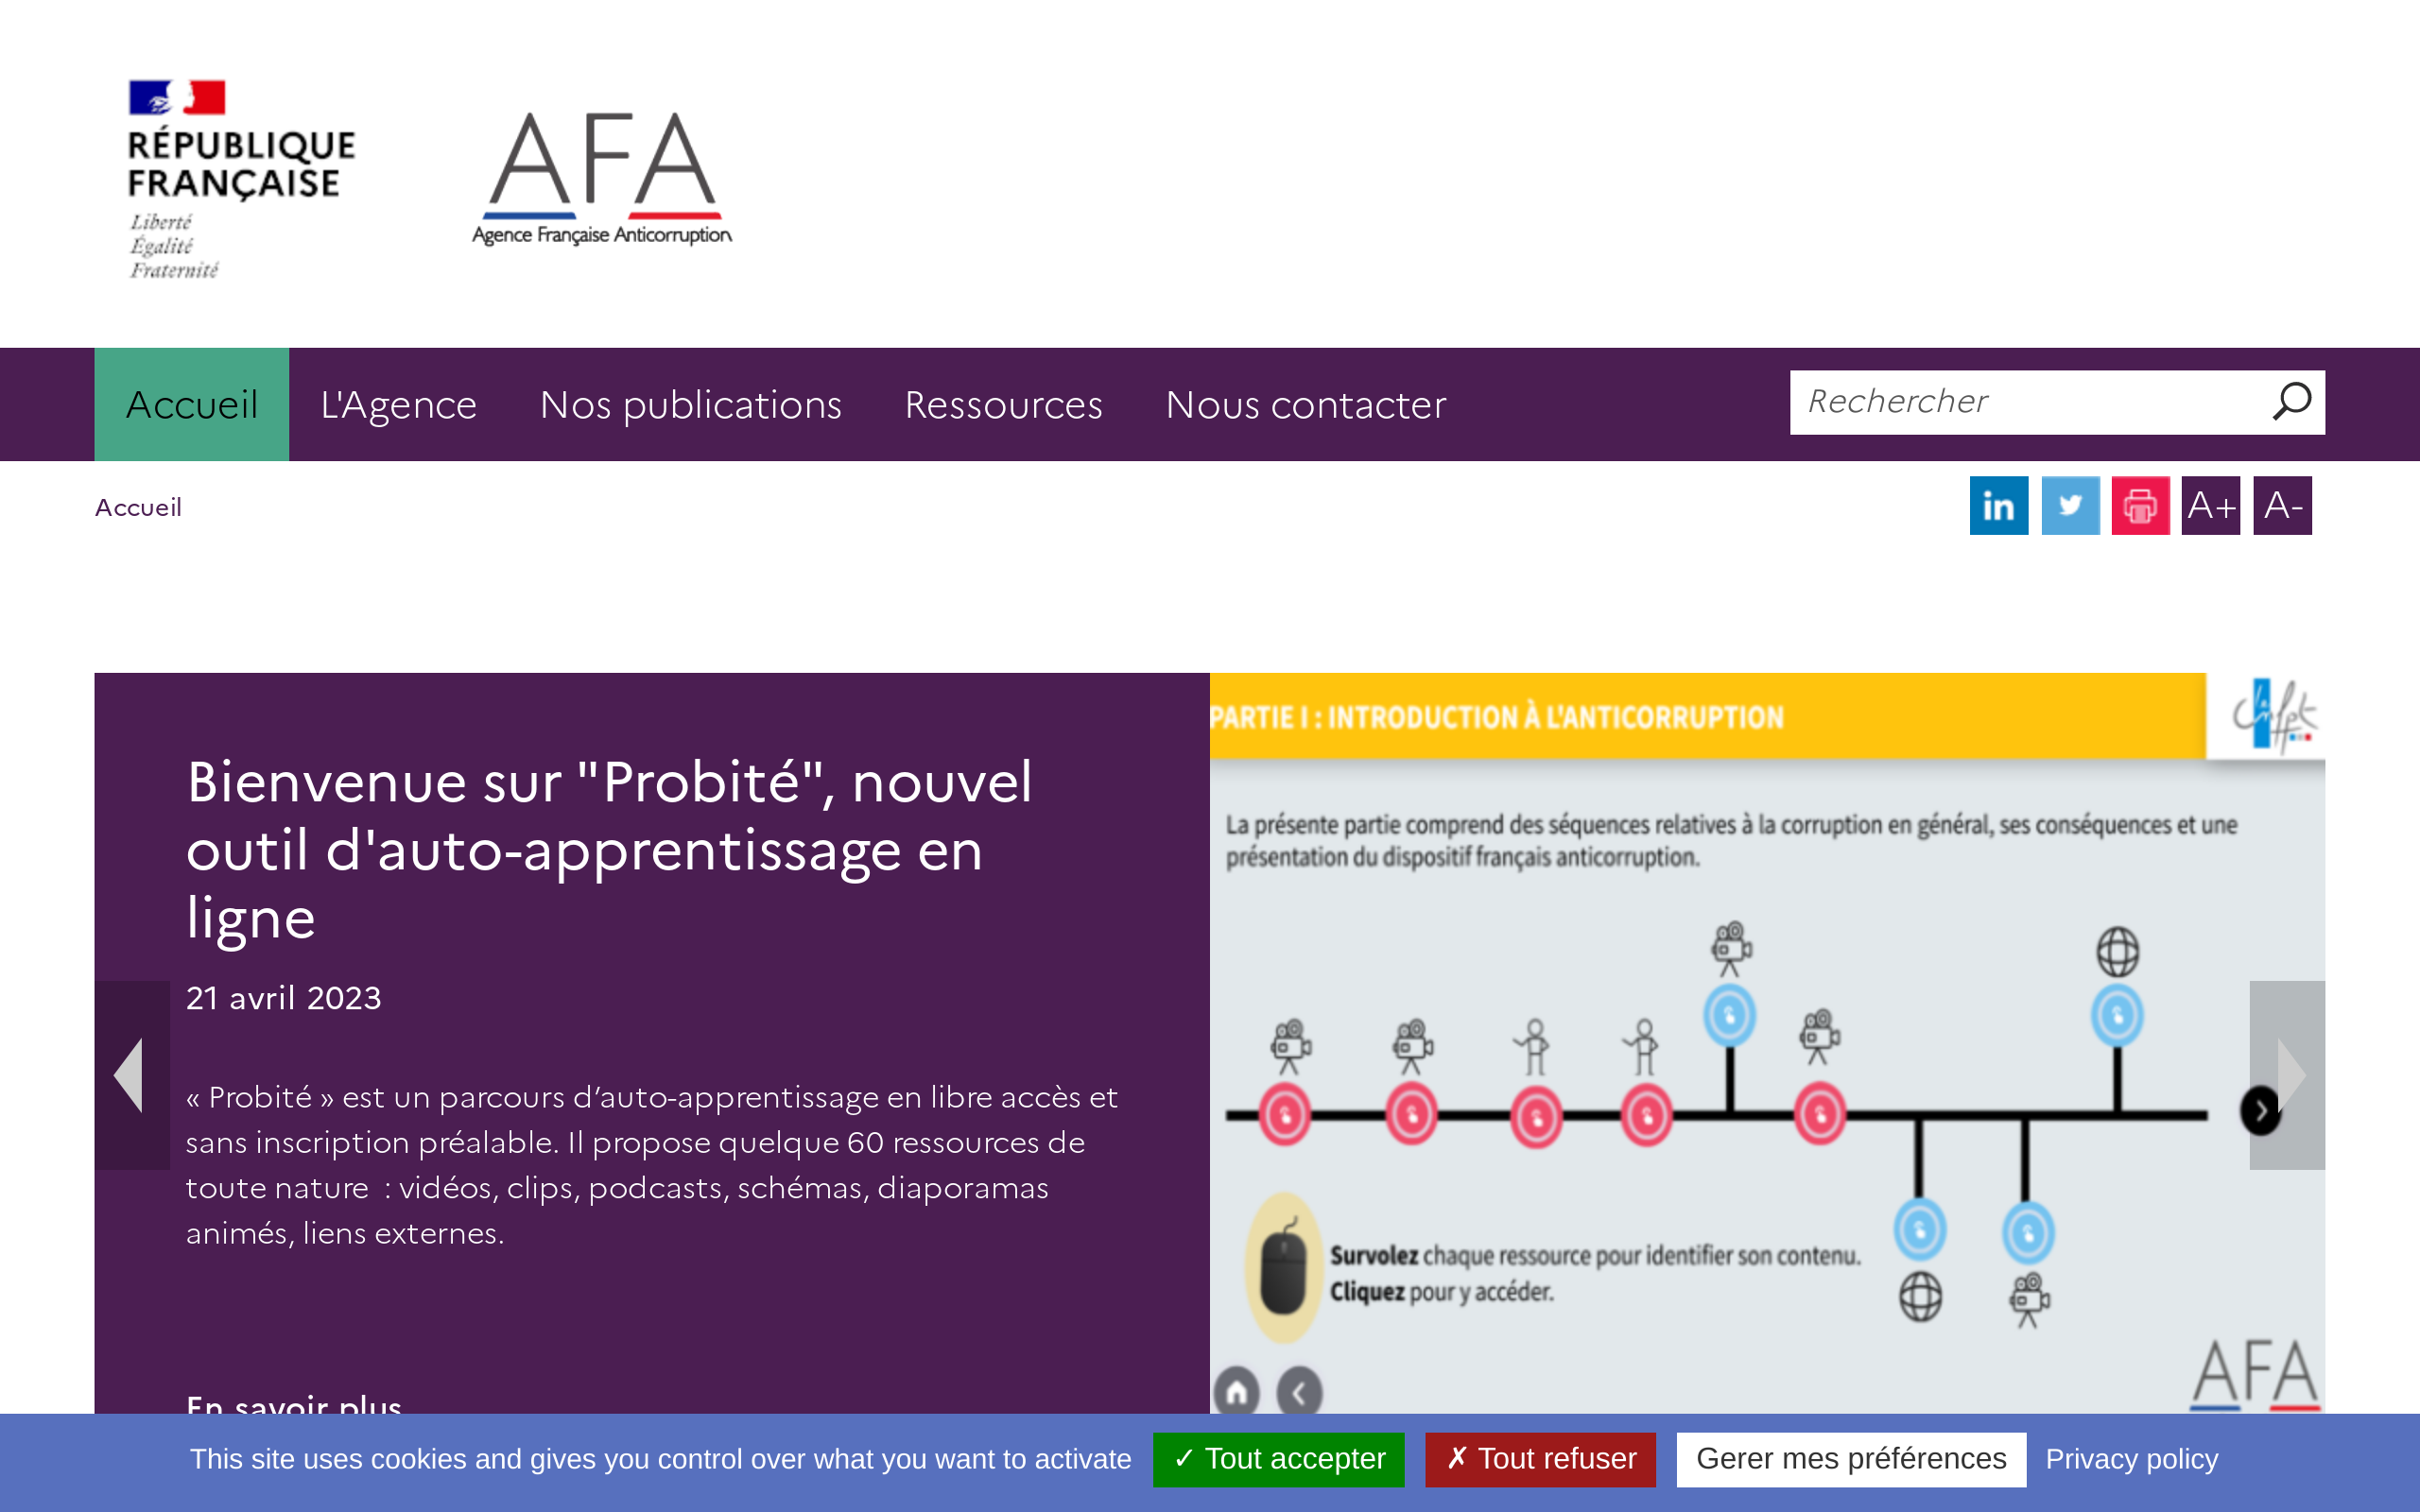 RÉPUBLIQUE
FRANÇAISE
Liberté
Égalité
Fraternité
AFA
Agence Française Anticorruption
Accueil
L'Agence
Nos publications
Ressources
Nous contacter
Rechercher
Accueil
in
A+
A-
Bienvenue sur "Probité", nouvel
outil d'auto-apprentissage en
ligne
21 avril 2023
« Probité » est un parcours d’auto-apprentissage en libre accès et
sans inscription préalable. Il propose quelque 60 ressources de
toute nature  : vidéos, clips, podcasts, schémas, diaporamas
animés, liens externes.
En savoir plus
PARTIE I : INTRODUCTION À L'ANTICORRUPTION
cnfpt
La présente partie comprend des séquences relatives à la corruption en général, ses conséquences et une
présentation du dispositif français anticorruption.
Survolez chaque ressource pour identifier son contenu.
Cliquez pour y accéder.
AFA
This site uses cookies and gives you control over what you want to activate
✓ Tout accepter
✗ Tout refuser
Gerer mes préférences
Privacy policy